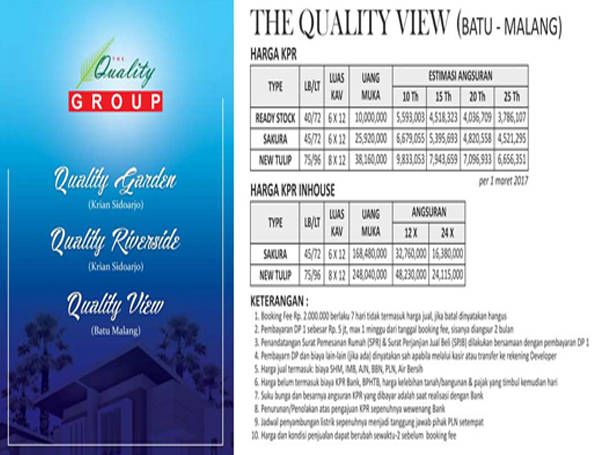 THE
Quality
GROUP
Quality Garden
(Krian Sidoarjo)
Quality Riverside
(Krian Sidoarjo)
Quality View
(Batu Malang)
THE QUALITY VIEW (BATU - MALANG)
HARGA KPR
TYPE LB/LT LUAS KAV UANG MUKA ESTIMASI ANGSURAN
10 Th 15 Th 20 Th 25 Th
READY STOCK 40/72 6 X 12 10,000,000 5,593,003 4,518,323 4,036,709 3,786,107
SAKURA 45/72 6 X 12 25,920,000 6,679,055 5,395,693 4,820,558 4,521,295
NEW TULIP 75/96 8 X 12 38,160,000 9,833,053 7,943,659 7,096,933 6,656,351
per 1 maret 2017
HARGA KPR INHOUSE
TYPE LB/LT LUAS KAV UANG MUKA ANGSURAN
12 X 24 X
SAKURA 45/72 6 X 12 168,480,000 32,760,000 16,380,000
NEW TULIP 75/96 8 X 12 248,040,000 48,230,000 24,115,000
KETERANGAN :
1. Booking Fee Rp. 2.000.000 berlaku 7 hari tidak termasuk harga jual, jika batal dinyatakan hangus
2. Pembayaran DP 1 sebesar Rp. 5 jt, max 1 minggu dari tanggal booking fee, sisanya diangsur 2 bulan
3. Penandatangan Surat Pemesanan Rumah (SPR) & Surat Perjanjian Jual Beli (SPJB) dilakukan bersamaan dengan pembayaran DP 1
4. Pembayarn DP dan biaya lain-lain (jika ada) dinyatakan sah apabila melalui kasir atau transfer ke rekening Developer
5. Harga jual termasuk: biaya SHM, IMB, AJN, BBN, PLN, Air Bersih
6. Harga belum termasuk biaya KPR Bank, BPHTB, harga kelebihan tanah/bangunan & pajak yang timbul kemudian hari
7. Suku bunga dan besarnya angsuran KPR yang dibayar adalah saat realisasi dengan Bank
8. Penurunan/Penolakan atas pengajuan KPR sepenuhnya wewenang Bank
9. Jadwal penyambungan listrik sepenuhnya menjadi tanggung jawab pihak PLN setempat
10. Harga dan kondisi penjualan dapat berubah sewaktu-2 sebelum booking fee